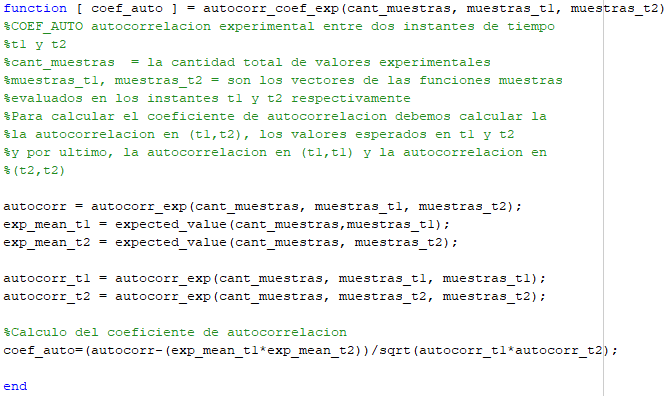 function [ coef_auto ] = autocorr_coef_exp(cant_muestras, muestras_t1, muestras_t2)
%COEF_AUTO autocorrelacion experimental entre dos instantes de tiempo
%t1 y t2
%cant_muestras  = la cantidad total de valores experimentales
%muestras_t1, muestras_t2 = son los vectores de las funciones muestras
%evaluados en los instantes t1 y t2 respectivamente
%Para calcular el coeficiente de autocorrelacion debemos calcular la
%la autocorrelacion en (t1,t2), los valores esperados en t1 y t2
%y por ultimo, la autocorrelacion en (t1,t1) y la autocorrelacion en
%(t2,t2)
autocorr = autocorr_exp(cant_muestras, muestras_t1, muestras_t2);
exp_mean_t1 = expected_value(cant_muestras,muestras_t1);
exp_mean_t2 = expected_value(cant_muestras, muestras_t2);
autocorr_t1 = autocorr_exp(cant_muestras, muestras_t1, muestras_t1);
autocorr_t2 = autocorr_exp(cant_muestras, muestras_t2, muestras_t2);
%Calculo del coeficiente de autocorrelacion
coef_auto=(autocorr-(exp_mean_t1*exp_mean_t2))/sqrt(autocorr_t1*autocorr_t2);
end